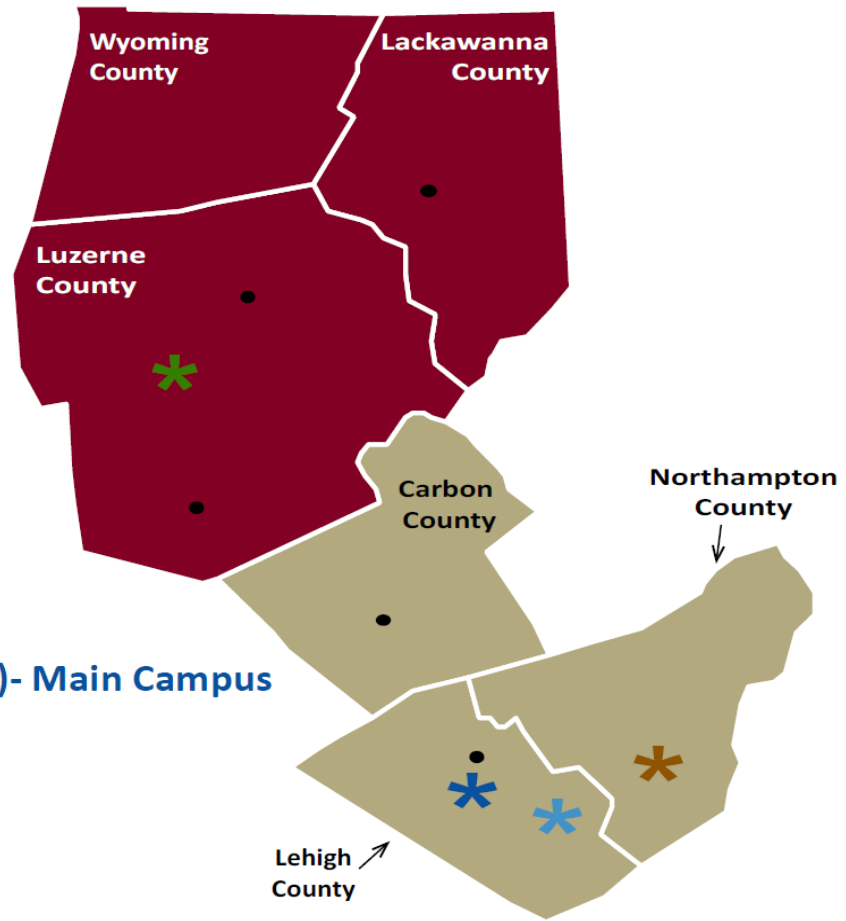 Wyoming
County
Lackawanna
County
Luzerne
County
Carbon
County
Northampton
County
)- Main Campus
Lehigh
County